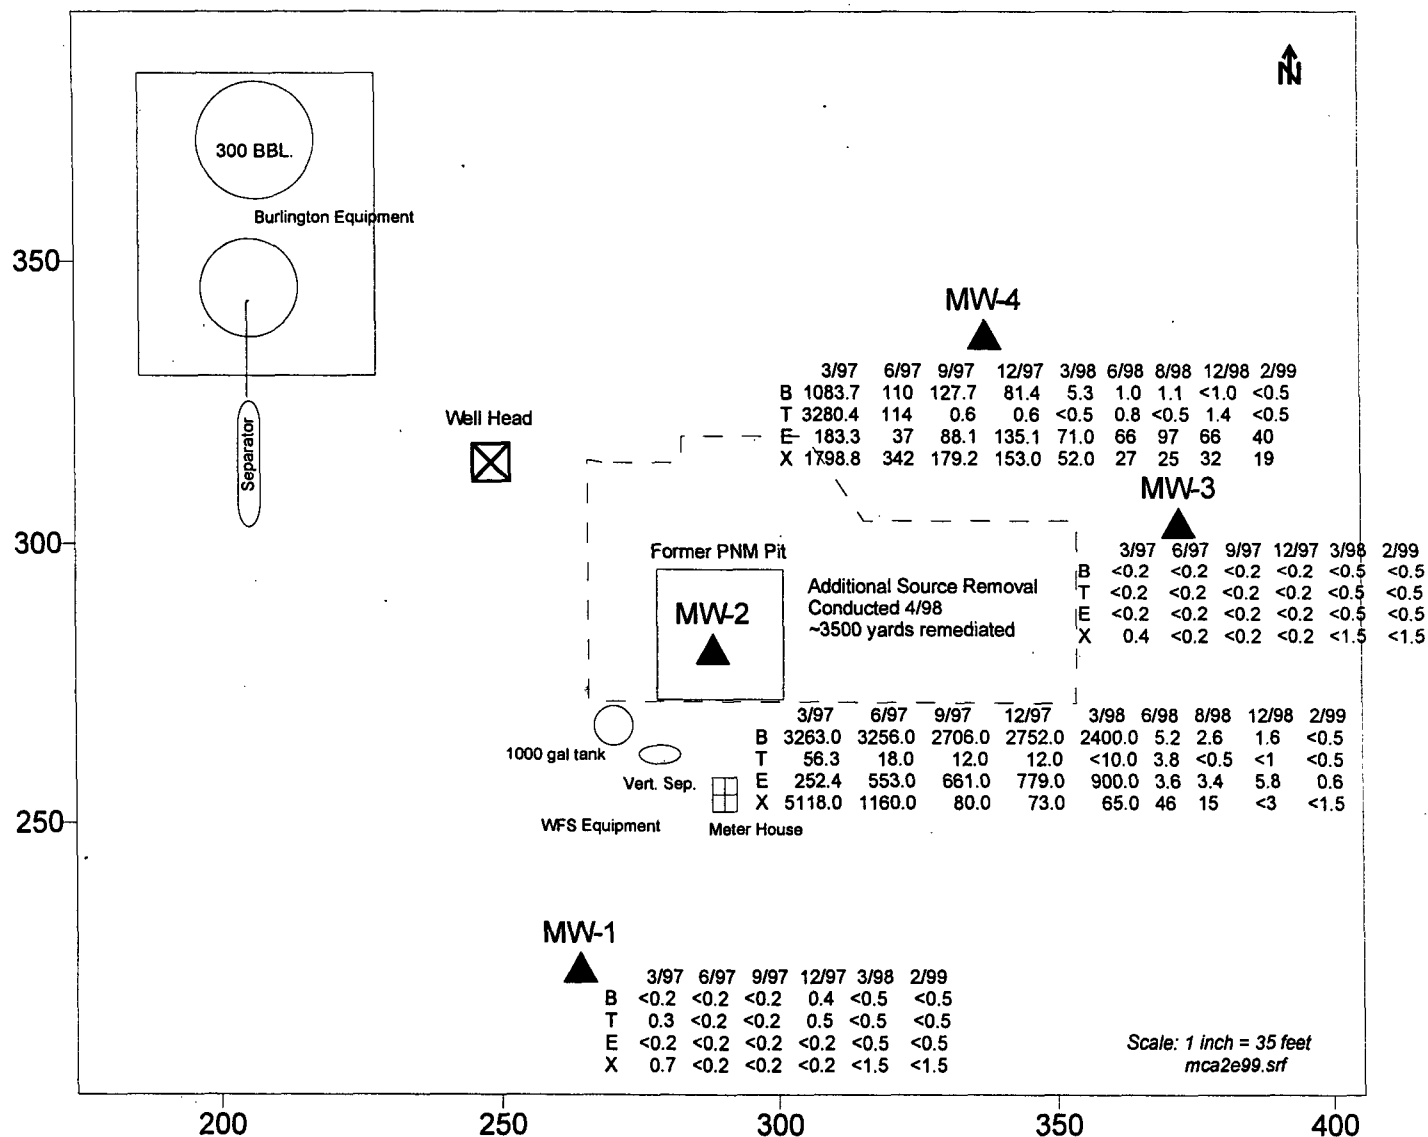 N
300 BBL.
Burlington Equipment
350
MW-4
3/97 6/97 9/97 12/97 3/98 6/98 8/98 12/98 2/99
B 1083.7 110 127.7 81.4 5.3 1.0 1.1 <1.0 <0.5
T 3280.4 114 0.6 0.6 <0.5 0.8 <0.5 1.4 <0.5
E 183.3 37 88.1 135.1 71.0 66 97 66 40
X 1798.8 342 179.2 153.0 52.0 27 25 32 19
Well Head
Separator
MW-3
300
3/97 6/97 9/97 12/97 3/98 2/99
B <0.2 <0.2 <0.2 <0.2 <0.5 <0.5
T <0.2 <0.2 <0.2 <0.2 <0.5 <0.5
E <0.2 <0.2 <0.2 <0.2 <0.5 <0.5
X 0.4 <0.2 <0.2 <0.2 <1.5 <1.5
Former PNM Pit
MW-2
Additional Source Removal
Conducted 4/98
~3500 yards remediated
3/97 6/97 9/97 12/97 3/98 6/98 8/98 12/98 2/99
B 3263.0 3256.0 2706.0 2752.0 2400.0 5.2 2.6 1.6 <0.5
T 56.3 18.0 12.0 12.0 <10.0 3.8 <0.5 <1 <0.5
E 252.4 553.0 661.0 779.0 900.0 3.6 3.4 5.8 0.6
X 5118.0 1160.0 80.0 73.0 65.0 46 15 <3 <1.5
1000 gal tank
Vert. Sep.
250
WFS Equipment
Meter House
MW-1
3/97 6/97 9/97 12/97 3/98 2/99
B <0.2 <0.2 <0.2 0.4 <0.5 <0.5
T 0.3 <0.2 <0.2 0.5 <0.5 <0.5
E <0.2 <0.2 <0.2 <0.2 <0.5 <0.5
X 0.7 <0.2 <0.2 <0.2 <1.5 <1.5
Scale: 1 inch = 35 feet
mca2e99.srf
200 250 300 350 400